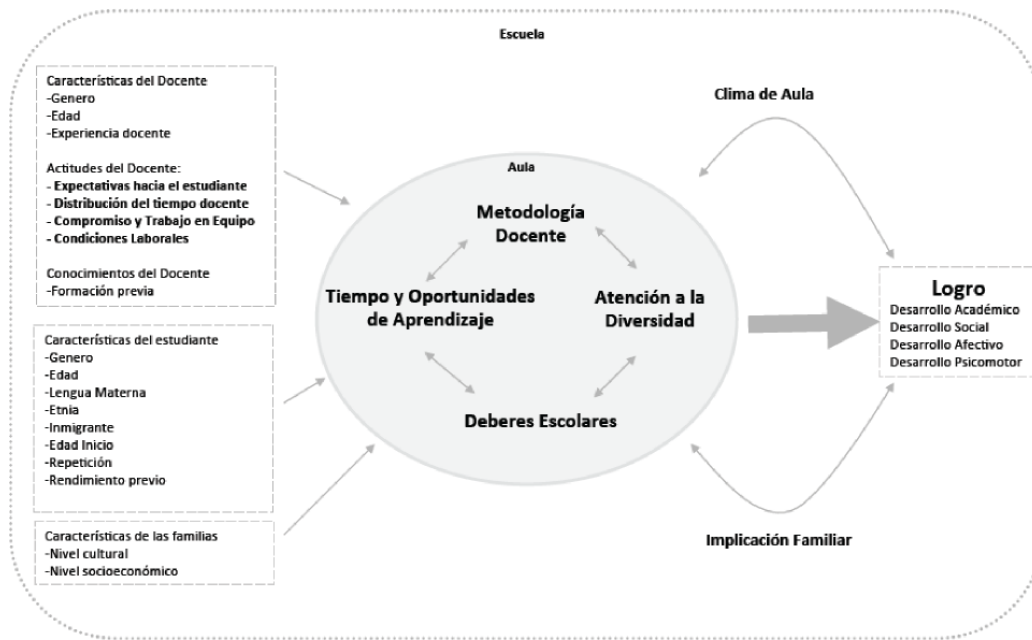 Escuela
Características del Docente
-Genero
-Edad
-Experiencia docente
Actitudes del Docente:
- Expectativas hacia el estudiante
- Distribución del tiempo docente
- Compromiso y Trabajo en Equipo
- Condiciones Laborales
Conocimientos del Docente
-Formación previa
Características del estudiante
-Genero
-Edad
-Lengua Materna
-Etnia
-Inmigrante
-Edad Inicio
-Repetición
-Rendimiento previo
Características de las familias
-Nivel cultural
-Nivel socioeconómico
Aula
Metodología
Docente
Tiempo y Oportunidades
de Aprendizaje
Atención a la
Diversidad
Deberes Escolares
Clima de Aula
Logro
Desarrollo Académico
Desarrollo Social
Desarrollo Afectivo
Desarrollo Psicomotor
Implicación Familiar